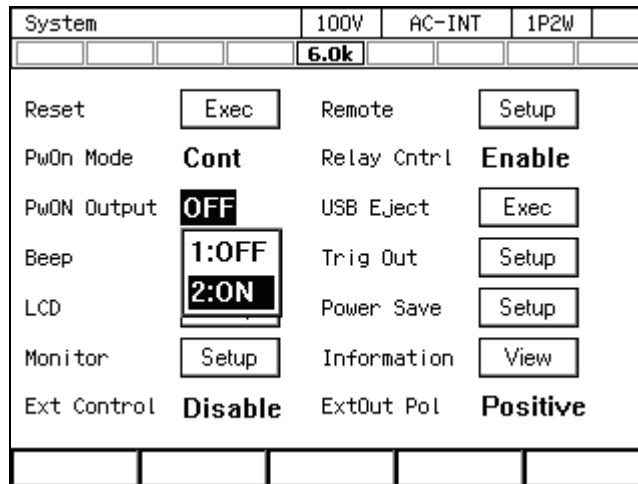 System 100V AC-INT 1P2W
6.0k
Reset Exec Remote Setup
PwOn Mode Cont Relay Cntrl Enable
PwON Output OFF USB Eject Exec
1:OFF
Beep Trig Out Setup
2:ON
LCD Power Save Setup
Monitor Setup Information View
Ext Control Disable ExtOut Pol Positive